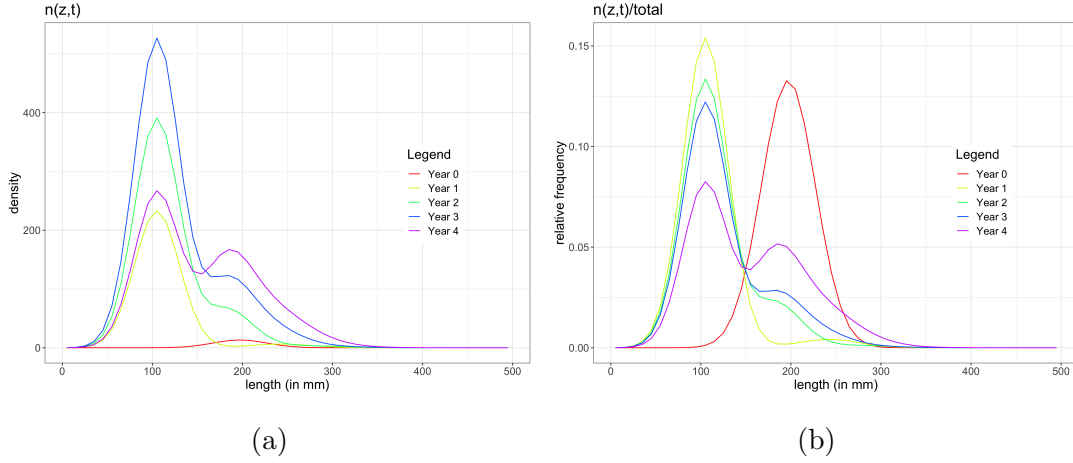 n(z,t)
density
400
200
0
0
100
200
300
400
500
length (in mm)
Legend
Year 0
Year 1
Year 2
Year 3
Year 4
(a)
n(z,t)/total
relative frequency
0.15
0.10
0.05
0.00
0
100
200
300
400
500
length (in mm)
Legend
Year 0
Year 1
Year 2
Year 3
Year 4
(b)